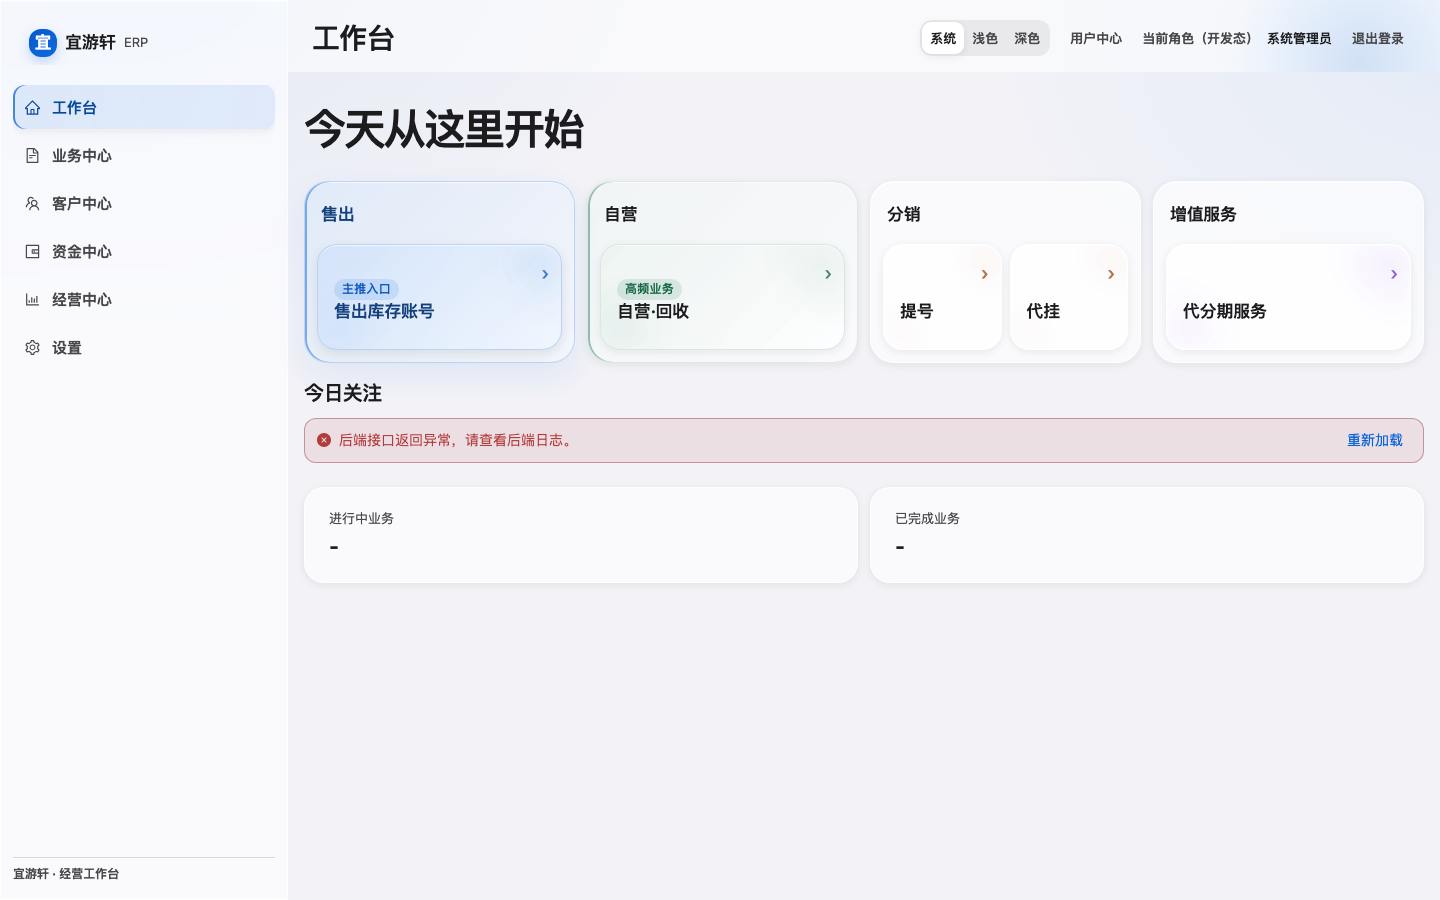 宜 宜游轩 ERP
工作台
业务中心
客户中心
资金中心
经营中心
设置
宜游轩 · 经营工作台
工作台
系统 浅色 深色 用户中心 当前角色（开发态） 系统管理员 退出登录
今天从这里开始
售出
主推入口
售出库存账号
自营
高频业务
自营·回收
分销
提号
代挂
增值服务
代分期服务
今日关注
后端接口返回异常，请查看后端日志。 重新加载
进行中业务
-
已完成业务
-